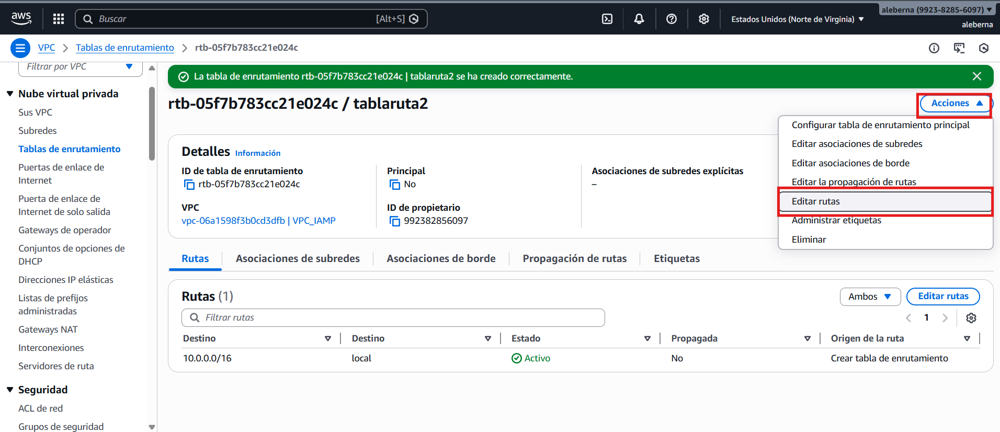 aws
Buscar
[Alt+S]
Estados Unidos (Norte de Virginia)
aleberna (9923-8285-6097)
aleberna
VPC
Tablas de enrutamiento
rtb-05f7b783cc21e024c
Filtrar por VPC
Nube virtual privada
Sus VPC
Subredes
Tablas de enrutamiento
Puertas de enlace de
Internet
Puerta de enlace de
Internet de solo salida
Gateways de operador
Conjuntos de opciones de
DHCP
Direcciones IP elásticas
Listas de prefijos
administradas
Gateways NAT
Interconexiones
Servidores de ruta
Seguridad
ACL de red
Grupos de seguridad
La tabla de enrutamiento rtb-05f7b783cc21e024c | tablaruta2 se ha creado correctamente.
rtb-05f7b783cc21e024c / tablaruta2
Acciones
Configurar tabla de enrutamiento principal
Editar asociaciones de subredes
Editar asociaciones de borde
Editar la propagación de rutas
Editar rutas
Administrar etiquetas
Eliminar
Detalles Información
ID de tabla de enrutamiento
rtb-05f7b783cc21e024c
Principal
No
Asociaciones de subredes explícitas
–
VPC
vpc-06a1598f3b0cd3dfb | VPC_IAMP
ID de propietario
992382856097
Rutas
Asociaciones de subredes
Asociaciones de borde
Propagación de rutas
Etiquetas
Rutas (1)
Ambos
Editar rutas
Filtrar rutas
1
Destino
Destino
Estado
Propagada
Origen de la ruta
10.0.0.0/16
local
Activo
No
Crear tabla de enrutamiento